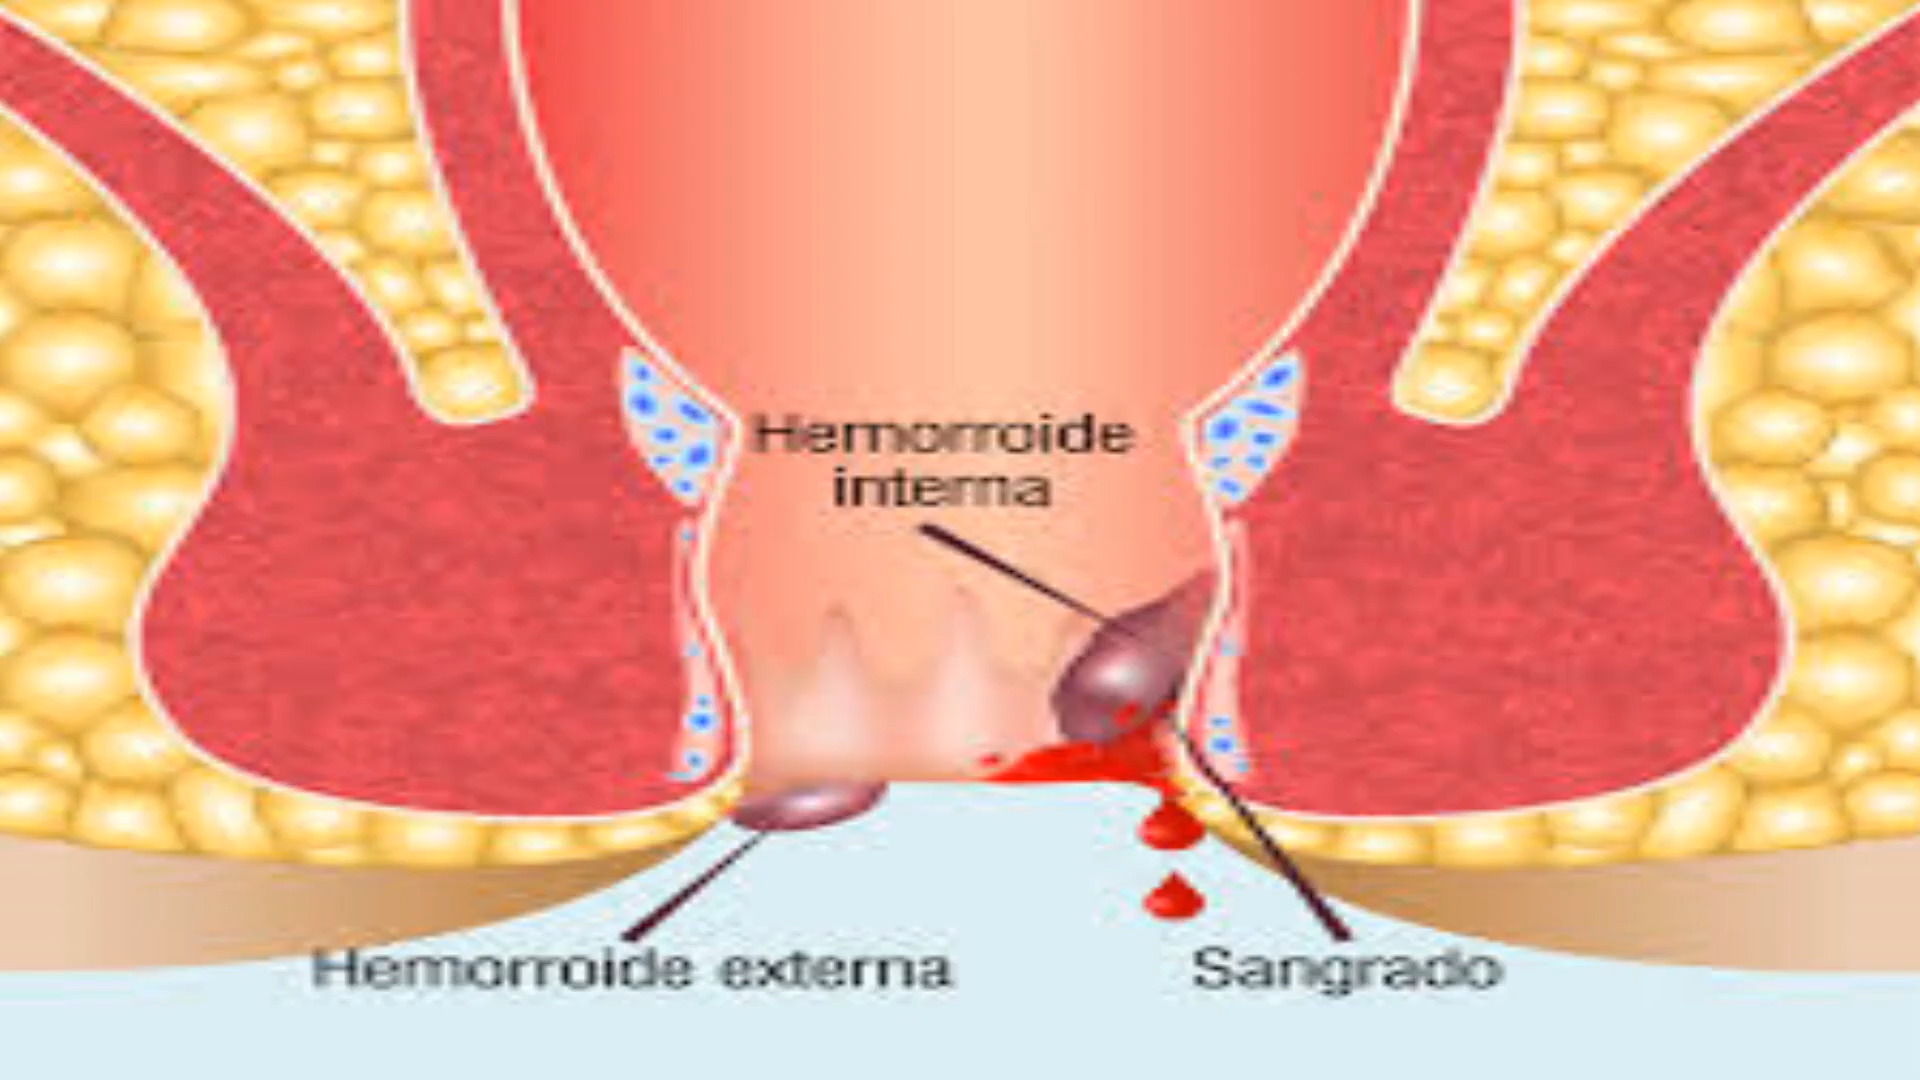 Hemorroide
interna
Hemorroide externa
Sangrado